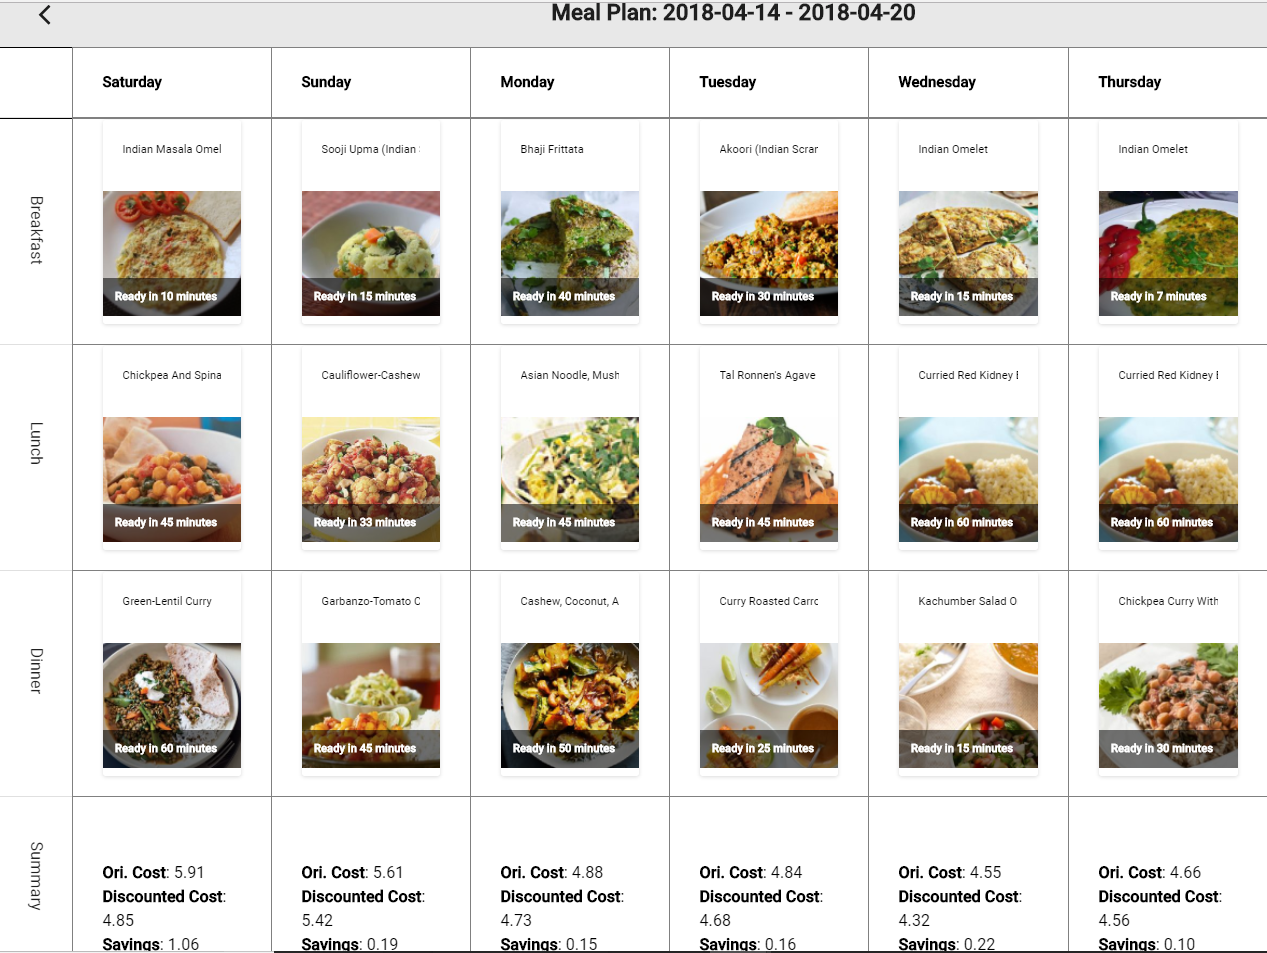 Meal Plan: 2018-04-14 - 2018-04-20
Saturday Sunday Monday Tuesday Wednesday Thursday
Breakfast
Indian Masala Omel Sooji Upma (Indian Bhaji Frittata Akoori (Indian Scrar Indian Omelet Indian Omelet
Ready in 10 minutes Ready in 15 minutes Ready in 40 minutes Ready in 30 minutes Ready in 15 minutes Ready in 7 minutes
Lunch
Chickpea And Spina Cauliflower-Cashew Asian Noodle, Mush Tal Ronnen's Agave Curried Red Kidney Curried Red Kidney
Ready in 45 minutes Ready in 33 minutes Ready in 45 minutes Ready in 45 minutes Ready in 60 minutes Ready in 60 minutes
Dinner
Green-Lentil Curry Garbanzo-Tomato C Cashew, Coconut, A Curry Roasted Carrc Kachumber Salad O Chickpea Curry With
Ready in 60 minutes Ready in 45 minutes Ready in 50 minutes Ready in 25 minutes Ready in 15 minutes Ready in 30 minutes
Summary
Ori. Cost: 5.91 Ori. Cost: 5.61 Ori. Cost: 4.88 Ori. Cost: 4.84 Ori. Cost: 4.55 Ori. Cost: 4.66
Discounted Cost: Discounted Cost: Discounted Cost: Discounted Cost: Discounted Cost: Discounted Cost:
4.85 5.42 4.73 4.68 4.32 4.56
Savings: 1.06 Savings: 0.19 Savings: 0.15 Savings: 0.16 Savings: 0.22 Savings: 0.10